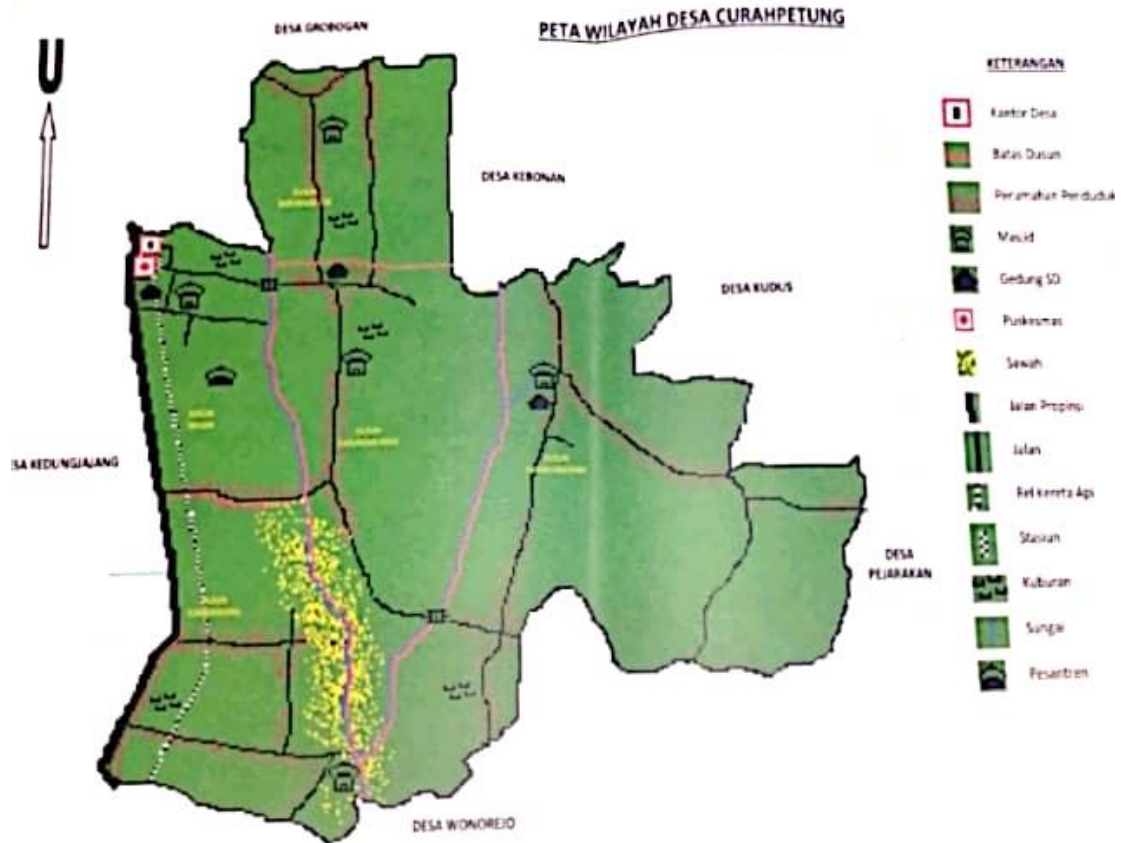 PETA WILAYAH DESA CURAHPETUNG
DESA GROBOGAN
U
DESA KEBONAN
DESA KUDUS
SA KEDUNGJAJANG
DESA
PEJARAKAN
DESA WONOREJO
KETERANGAN
Kantor Desa
Batas Dusun
Perumahan Penduduk
Masjid
Gedung SD
Puskesmas
Sawah
Jalan Propinsi
Jalan
Rel Kereta Api
Stasiun
Kuburan
Sungai
Pesantren